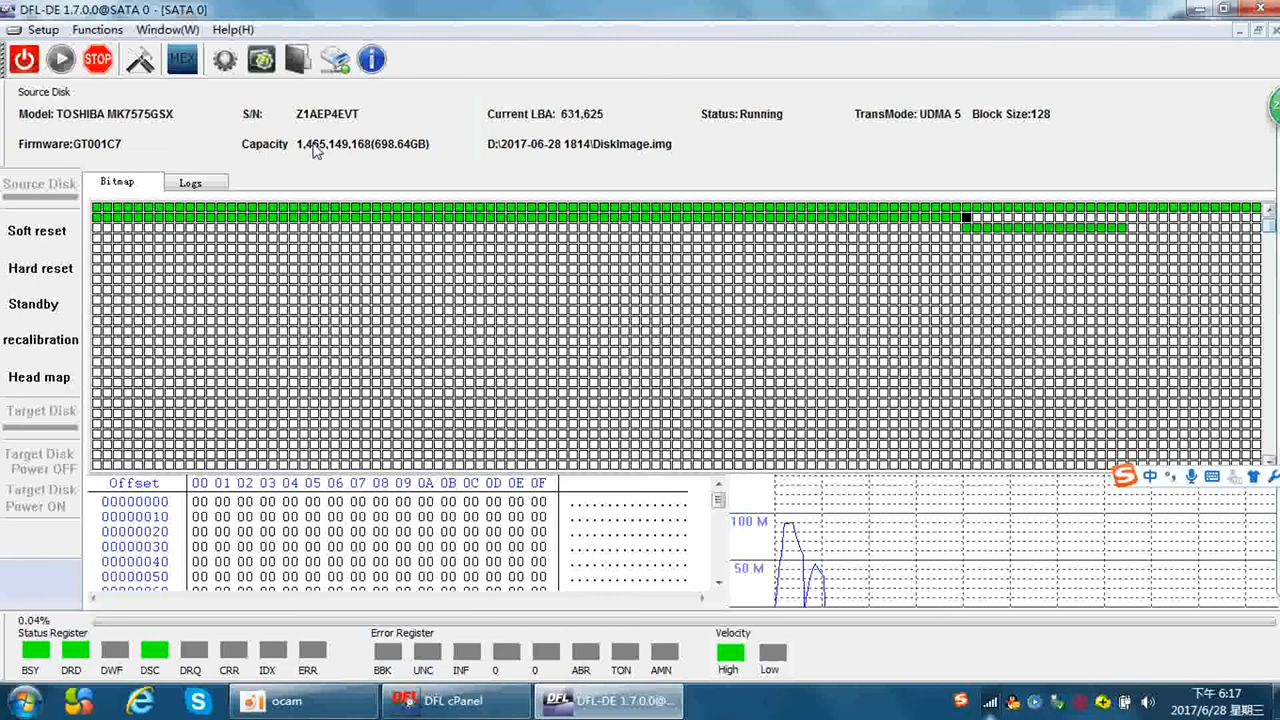 DFL-DE 1.7.0.0@SATA 0 - [SATA 0]
Setup Functions Window(W) Help(H)
STOP MEX
Source Disk
Model: TOSHIBA MK7575GSX S/N: Z1AEP4EVT Current LBA: 631,625 Status:Running TransMode: UDMA 5 Block Size:128
Firmware:GT001C7 Capacity 1,465,149,168(698.64GB) D:\2017-06-28 1814\DiskImage.img
Source Disk
Bitmap Logs
Soft reset
Hard reset
Standby
recalibration
Head map
Target Disk
Target Disk
Power OFF
Target Disk
Power ON
Offset 00 01 02 03 04 05 06 07 08 09 0A 0B 0C 0D 0E 0F
00000000 00 00 00 00 00 00 00 00 00 00 00 00 00 00 00 00 ................
00000010 00 00 00 00 00 00 00 00 00 00 00 00 00 00 00 00 ................
00000020 00 00 00 00 00 00 00 00 00 00 00 00 00 00 00 00 ................
00000030 00 00 00 00 00 00 00 00 00 00 00 00 00 00 00 00 ................
00000040 00 00 00 00 00 00 00 00 00 00 00 00 00 00 00 00 ................
00000050 00 00 00 00 00 00 00 00 00 00 00 00 00 00 00 00 ................
中
100 M
50 M
0.04%
Status Register Error Register Velocity
BSY DRD DWF DSC DRQ CRR IDX ERR BBK UNC INF 0 0 ABR TON AMN High Low
ocam DFL cPanel DFL-DE 1.7.0.0@...
下午 6:17
2017/6/28 星期三